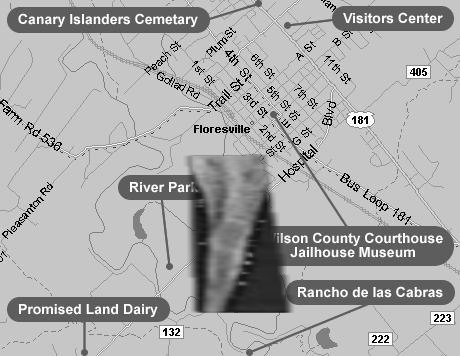 Canary Islanders Cemetary
Visitors Center
Peach St
Plum St
4th St
6th St
A St
B St
11th St
405
1st St
Goliad Rd
Trail St
3rd St
5th St
7th St
Blvd
181
Farm Rd 536
Floresville
2nd St
G St
Hospital
Bus Loop 181
Pleasanton Rd
River Park
Wilson County Courthouse
Jailhouse Museum
Rancho de las Cabras
Promised Land Dairy
132
222
223